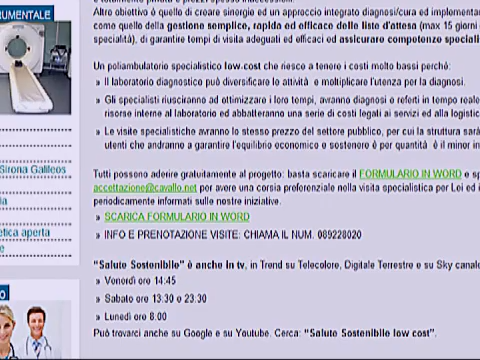 RUMENTALE
Sirona Galileos
etica aperta
Altro obiettivo è quello di creare sinergie ed un approccio integrato diagnosi/cura ed implementar
come quello della gestione semplice, rapida ed efficace delle liste d'attesa (max 15 giorni
specialità), di garantire tempi di visita adeguati ed efficaci ed assicurare competenze speciali
Un poliambulatorio specialistico low-cost che riesce a tenere i costi molto bassi perchè:
» Il laboratorio diagnostico può diversificare le attività e moltiplicare l'utenza per la diagnosi.
» Gli specialisti riusciranno ad ottimizzare i loro tempi, avranno diagnosi e referti in tempo reale
risorse interne al laboratorio ed abbatteranno una serie di costi legati ai servizi ed alla logistic
» Le visite specialistiche avranno lo stesso prezzo del settore pubblico, per cui la struttura sarà
utenti che andranno a garantire l'equilibrio economico e sostenere è per quantità è il minor in
Tutti possono aderire gratuitamente al progetto: basta scaricare il FORMULARIO IN WORD e sp
accettazione@cavallo.net per avere una corsia preferenziale nella visita specialistica per Lei ed i
periodicamente informati sulle nostre iniziative.
» SCARICA FORMULARIO IN WORD
» INFO E PRENOTAZIONE VISITE: CHIAMA IL NUM. 089228020
“Salute Sostenibile” è anche in tv, in Trend su Telecolore, Digitale Terrestre e su Sky canale
» Venerdì ore 14:45
» Sabato ore 13:30 e 23:30
» Lunedì ore 8:00
Può trovarci anche su Google e su Youtube. Cerca: “Salute Sostenibile low cost”.